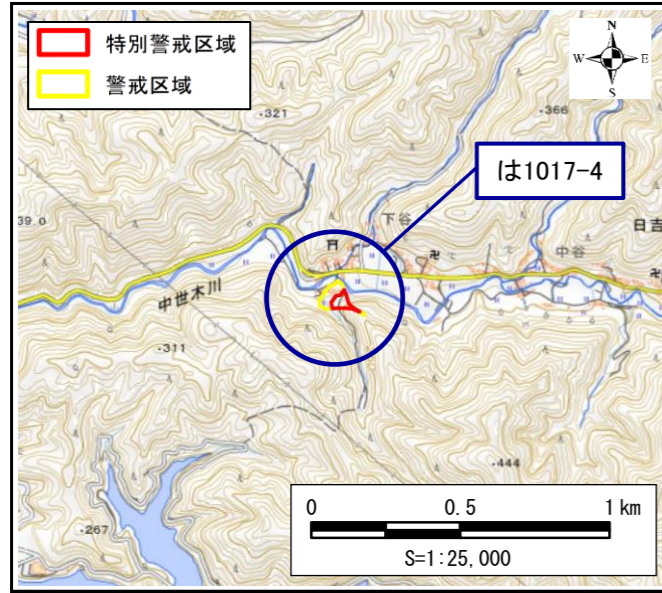 特別警戒区域
警戒区域
N
W E
S
・321
・366
は1017-4
下谷
39.0
日吉
中谷
中世木川
・311
・444
・267
0 0.5 1 km
S=1:25,000